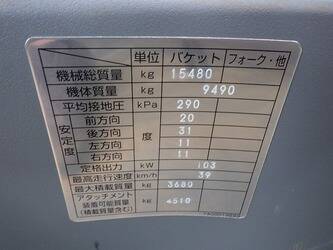 単位 バケット フォーク・他
機械総質量 kg 15480
機体質量 kg 9490
平均接地圧 kPa 290
安定度 前方向 度 20
後方向 31
左方向 11
右方向 11
定格出力 kW 103
最高走行速度 km/h 39
最大積載質量 kg 3680
アタッチメント
装着可能質量 kg 4510
(積載質量含む)